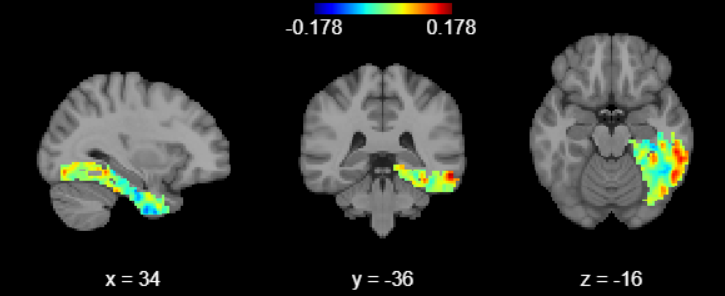 -0.178 0.178
x = 34 y = -36 z = -16